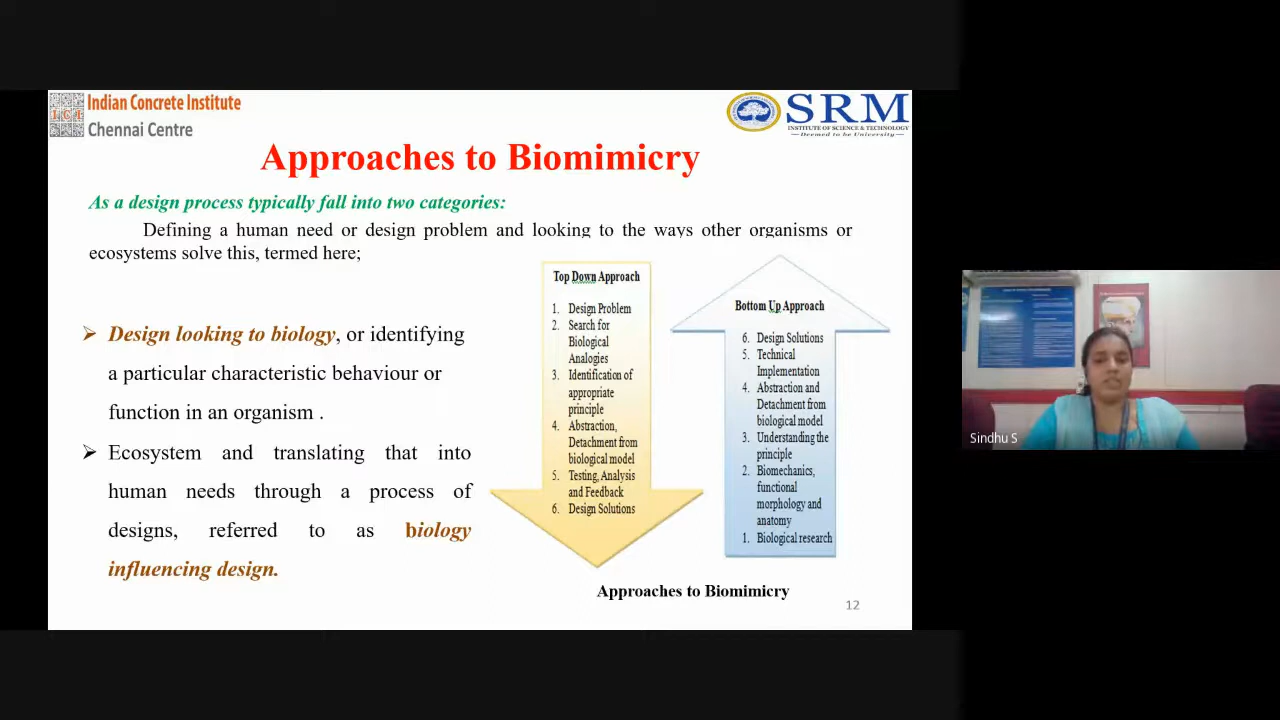 Indian Concrete Institute
Chennai Centre
SRM
INSTITUTE OF SCIENCE & TECHNOLOGY
Deemed to be University
Approaches to Biomimicry
As a design process typically fall into two categories:
Defining a human need or design problem and looking to the ways other organisms or
ecosystems solve this, termed here;
Design looking to biology, or identifying
a particular characteristic behaviour or
function in an organism .
Ecosystem and translating that into
human needs through a process of
designs, referred to as biology
influencing design.
Top Down Approach
1. Design Problem
2. Search for
Biological
Analogies
3. Identification of
appropriate
principle
4. Abstraction,
Detachment from
biological model
5. Testing, Analysis
and Feedback
6. Design Solutions
Bottom Up Approach
6. Design Solutions
5. Technical
Implementation
4. Abstraction and
Detachment from
biological model
3. Understanding the
principle
2. Biomechanics,
functional
morphology and
anatomy
1. Biological research
Approaches to Biomimicry
12
Sindhu S